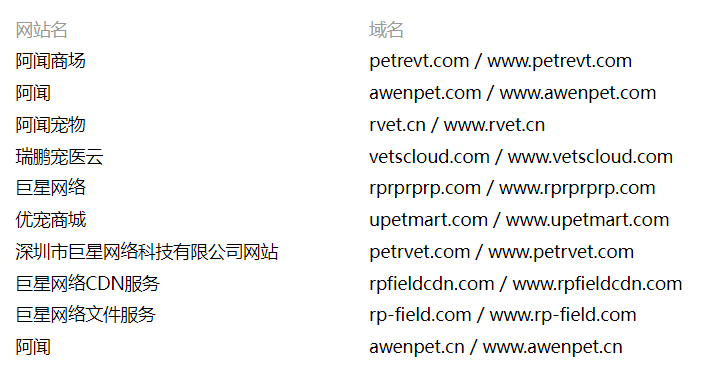 网站名 域名
阿闻商场 petrevt.com / www.petrevt.com
阿闻 awenpet.com / www.awenpet.com
阿闻宠物 rvet.cn / www.rvet.cn
瑞鹏宠医云 vetscloud.com / www.vetscloud.com
巨星网络 rprprprp.com / www.rprprprp.com
优宠商城 upetmart.com / www.upetmart.com
深圳市巨星网络科技有限公司网站 petrvet.com / www.petrvet.com
巨星网络CDN服务 rpfieldcdn.com / www.rpfieldcdn.com
巨星网络文件服务 rp-field.com / www.rp-field.com
阿闻 awenpet.cn / www.awenpet.cn